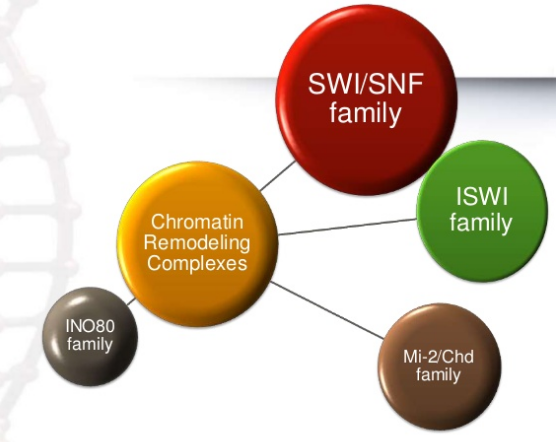 SWI/SNF
family
ISWI
family
Chromatin
Remodeling
Complexes
INO80
family
Mi-2/Chd
family